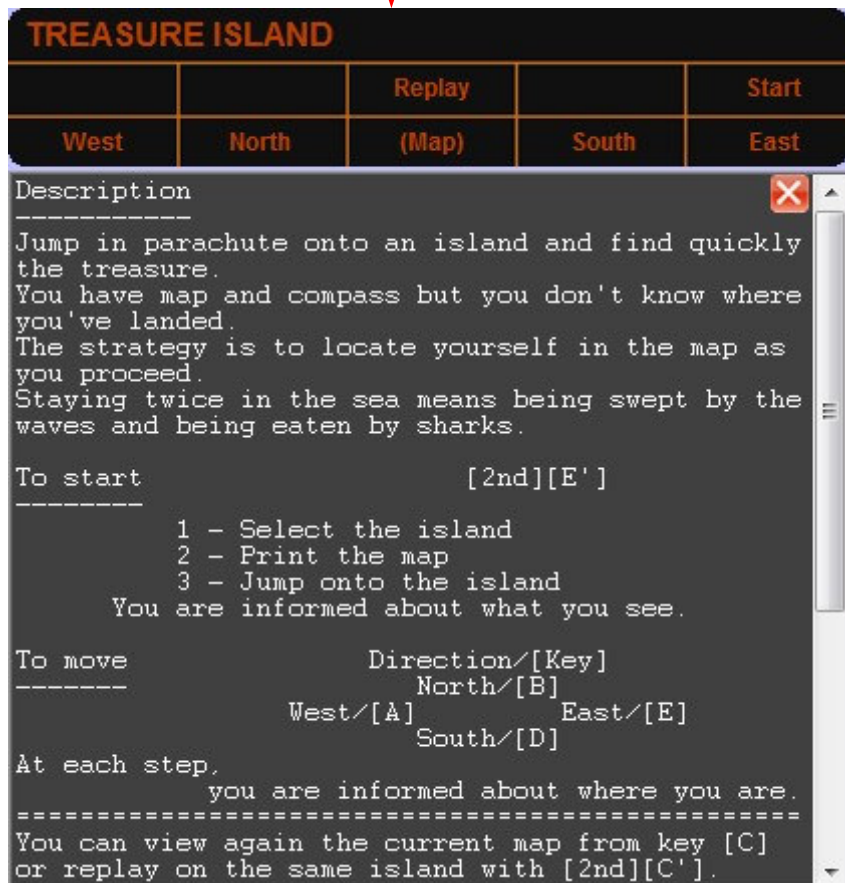 TREASURE ISLAND
Replay Start
West North (Map) South East
Description
-----------
Jump in parachute onto an island and find quickly
the treasure.
You have map and compass but you don't know where
you've landed.
The strategy is to locate yourself in the map as
you proceed.
Staying twice in the sea means being swept by the
waves and being eaten by sharks.
To start [2nd][E']
--------
1 - Select the island
2 - Print the map
3 - Jump onto the island
You are informed about what you see.
To move Direction/[Key]
------- North/[B]
West/[A] East/[E]
South/[D]
At each step,
you are informed about where you are.
=================================================
You can view again the current map from key [C]
or replay on the same island with [2nd][C'].